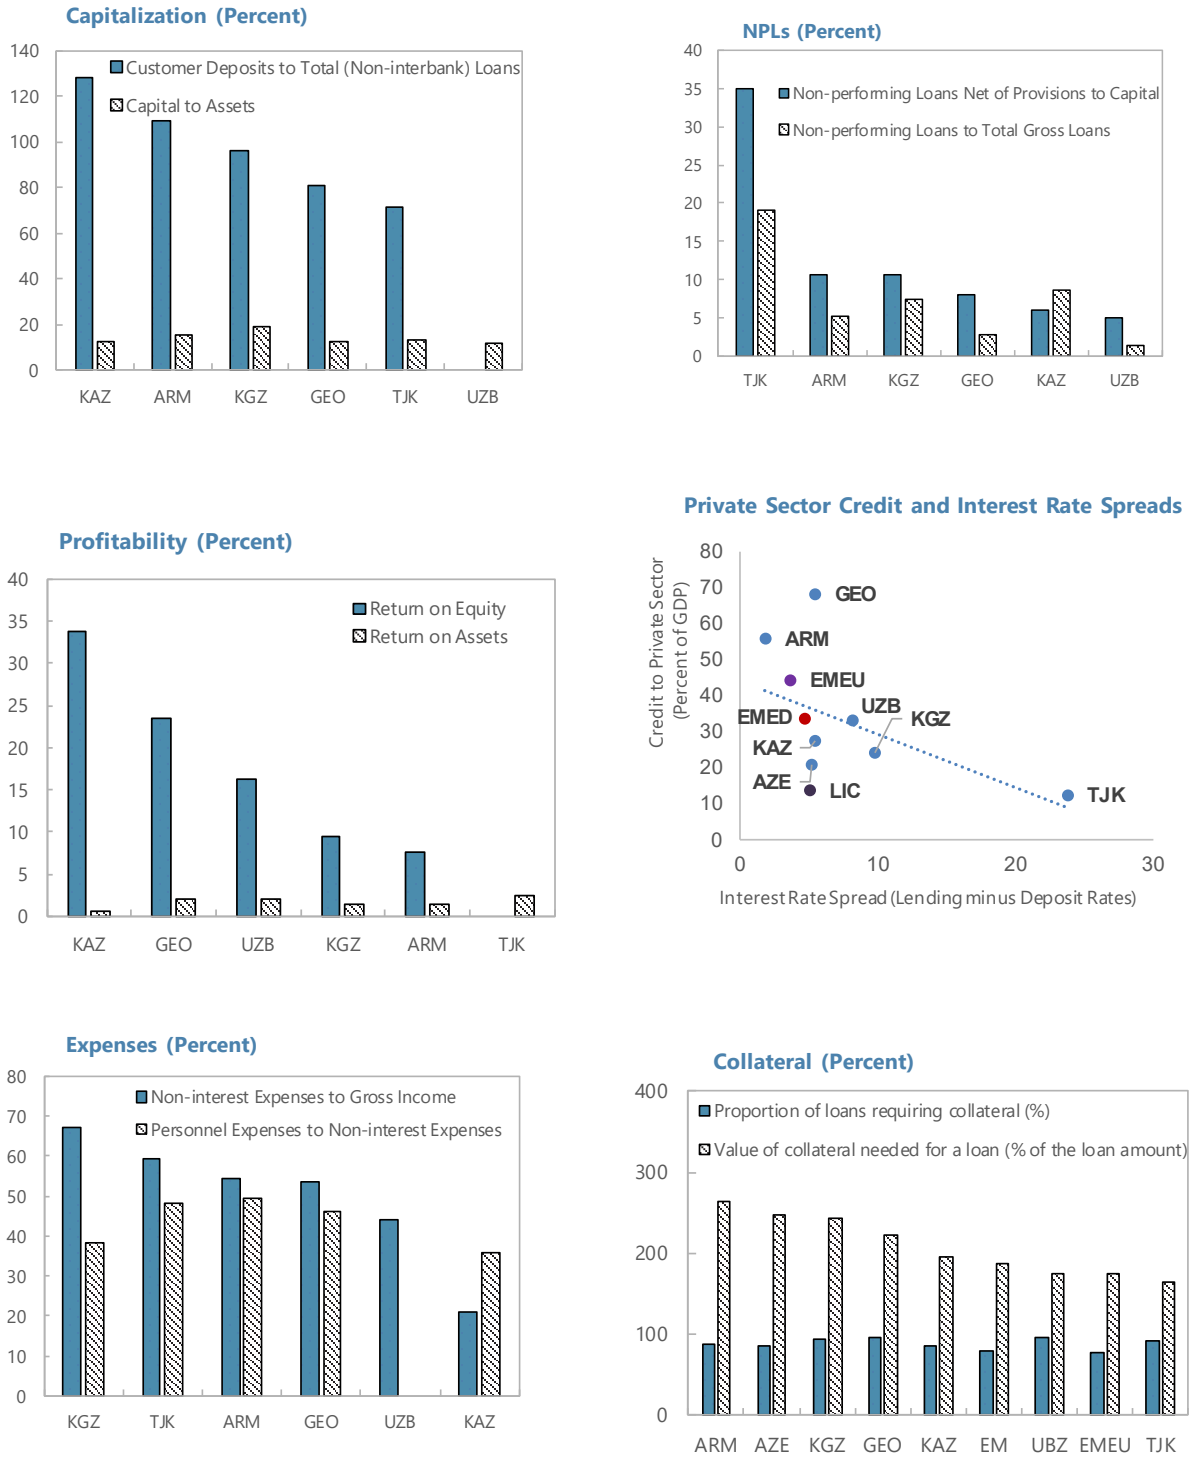 Capitalization (Percent)
140
120
100
80
60
40
20
0
Customer Deposits to Total (Non-interbank) Loans
Capital to Assets
KAZ ARM KGZ GEO TJK UZB
NPLs (Percent)
40
35
30
25
20
15
10
5
0
Non-performing Loans Net of Provisions to Capital
Non-performing Loans to Total Gross Loans
TJK ARM KGZ GEO KAZ UZB
Profitability (Percent)
40
35
30
25
20
15
10
5
0
Return on Equity
Return on Assets
KAZ GEO UZB KGZ ARM TJK
Private Sector Credit and Interest Rate Spreads
Credit to Private Sector
(Percent of GDP)
80
70
60
50
40
30
20
10
0
GEO
ARM
EMEU
UZB
EMED
KGZ
KAZ
AZE
LIC
TJK
0 10 20 30
Interest Rate Spread (Lending minus Deposit Rates)
Expenses (Percent)
80
70
60
50
40
30
20
10
0
Non-interest Expenses to Gross Income
Personnel Expenses to Non-interest Expenses
KGZ TJK ARM GEO UZB KAZ
Collateral (Percent)
400
300
200
100
0
Proportion of loans requiring collateral (%)
Value of collateral needed for a loan (% of the loan amount)
ARM AZE KGZ GEO KAZ EM UBZ EMEU TJK